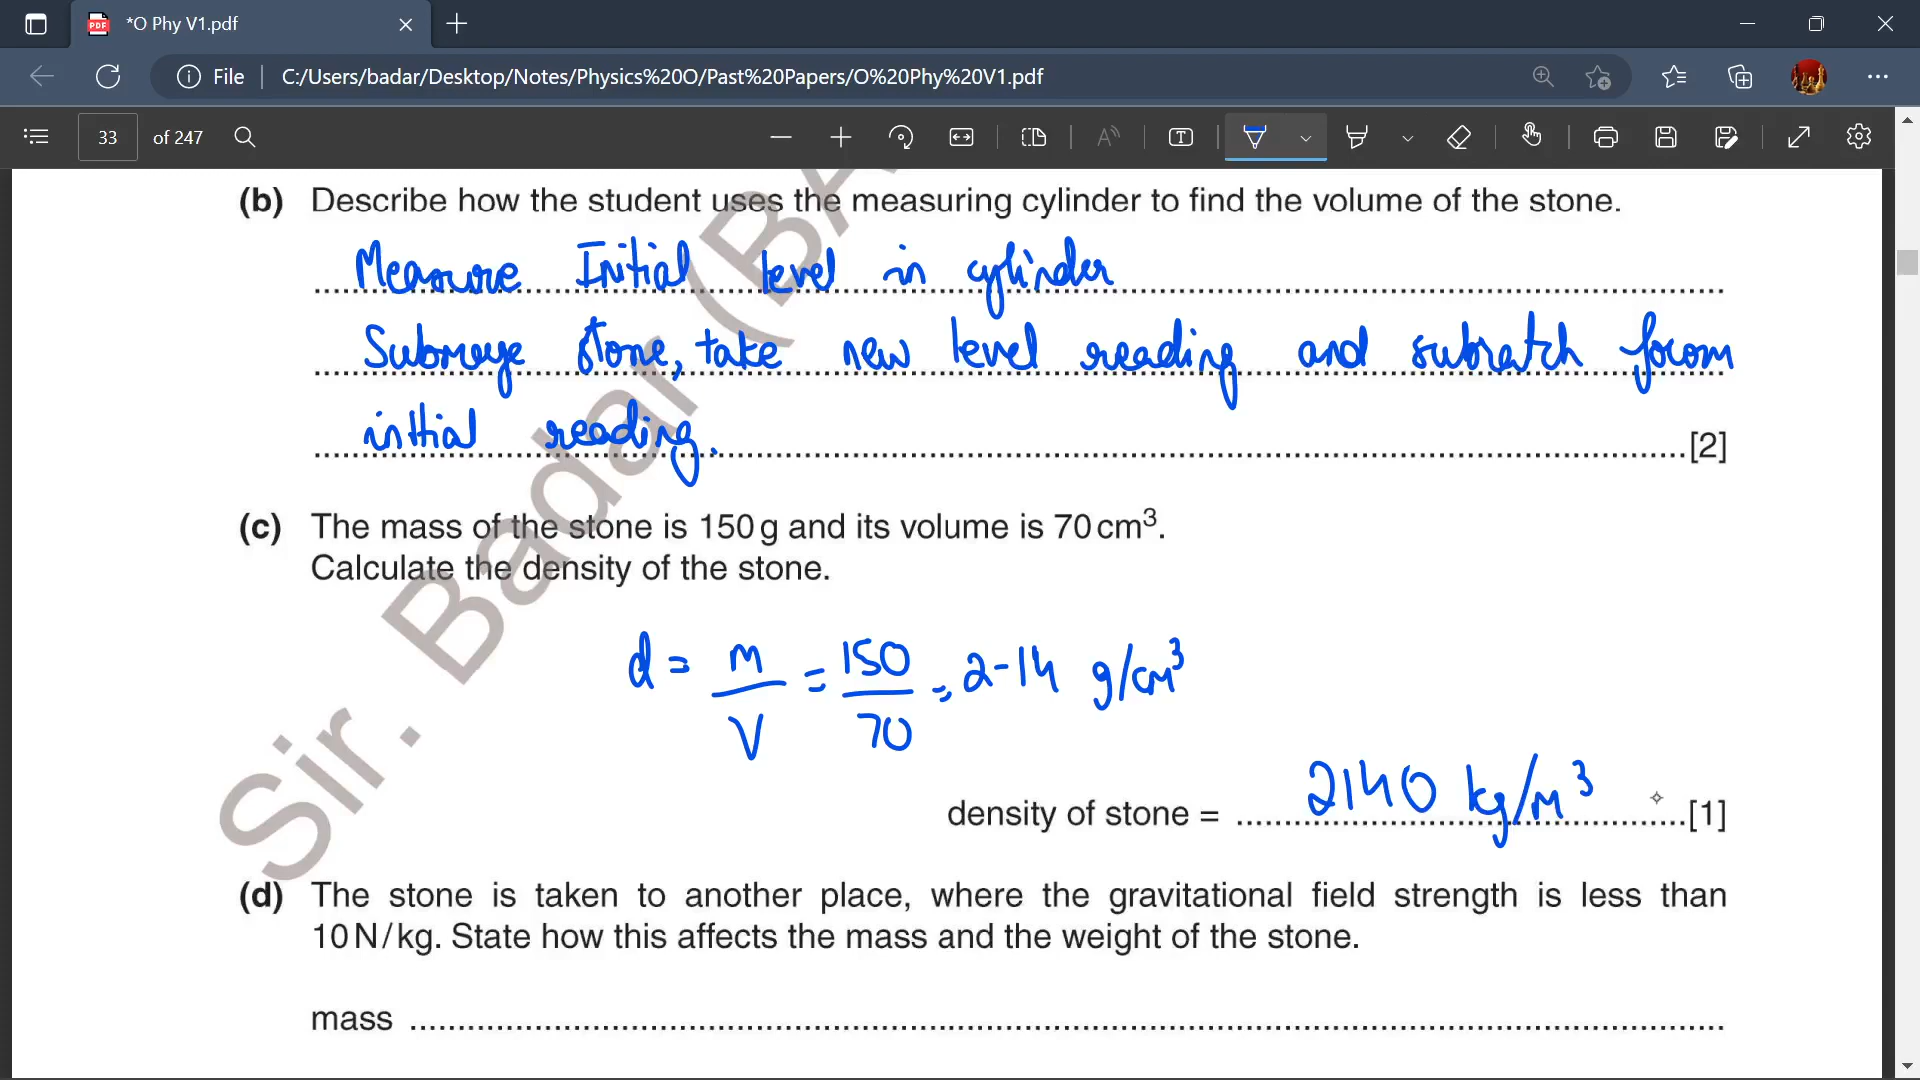 *O Phy V1.pdf
File C:/Users/badar/Desktop/Notes/Physics%20O/Past%20Papers/O%20Phy%20V1.pdf
33 of 247
(b) Describe how the student uses the measuring cylinder to find the volume of the stone.
Measure Initial level in cylinder
Submerge stone, take new level reading and subratch from
initial reading.
[2]
(c) The mass of the stone is 150 g and its volume is 70 cm³.
Calculate the density of the stone.
d = m/V = 150/70 = 2.14 g/cm³
density of stone = 2140 kg/m³ [1]
(d) The stone is taken to another place, where the gravitational field strength is less than
10 N/kg. State how this affects the mass and the weight of the stone.
mass
Sir. Badar (BA